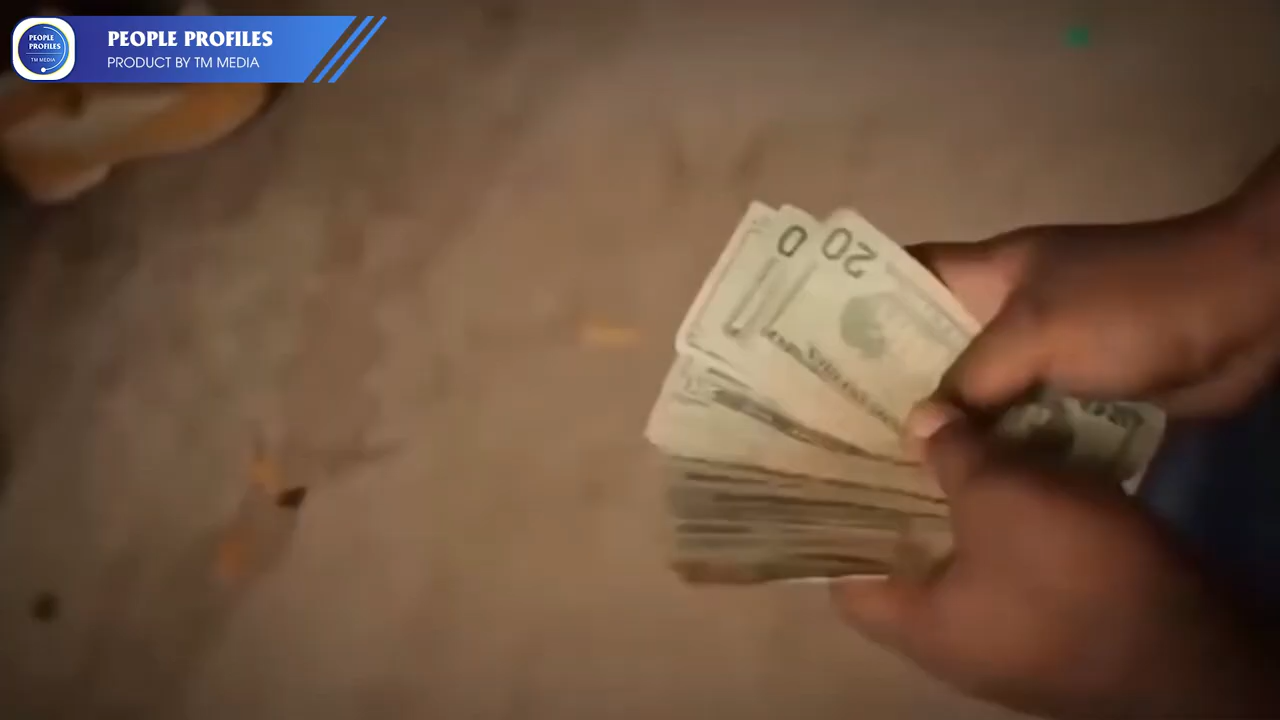 PEOPLE PROFILES
PRODUCT BY TM MEDIA
PEOPLE
PROFILES
TM MEDIA
0
20